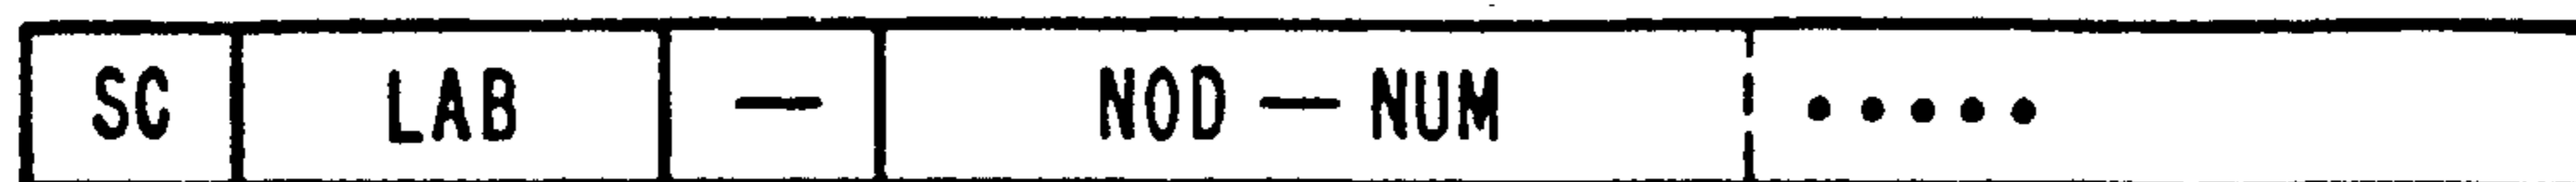 SC LAB — NOD — NUM •••••